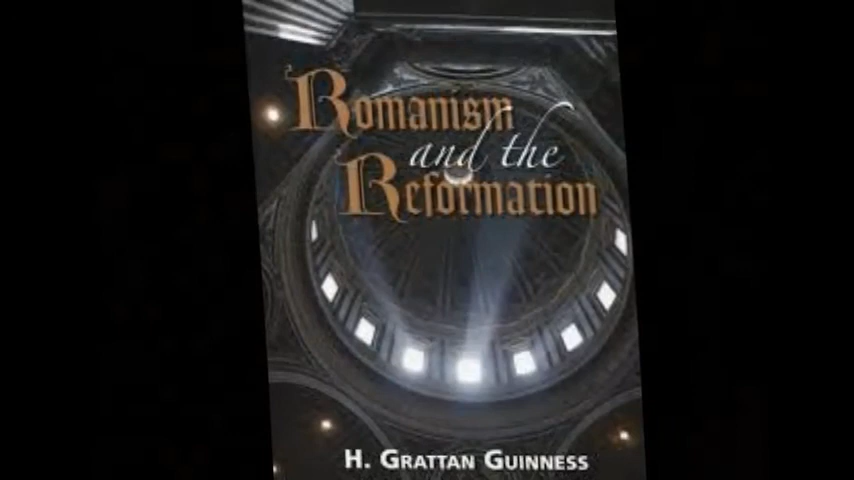 Romanism
and the
Reformation
H. GRATTAN GUINNESS